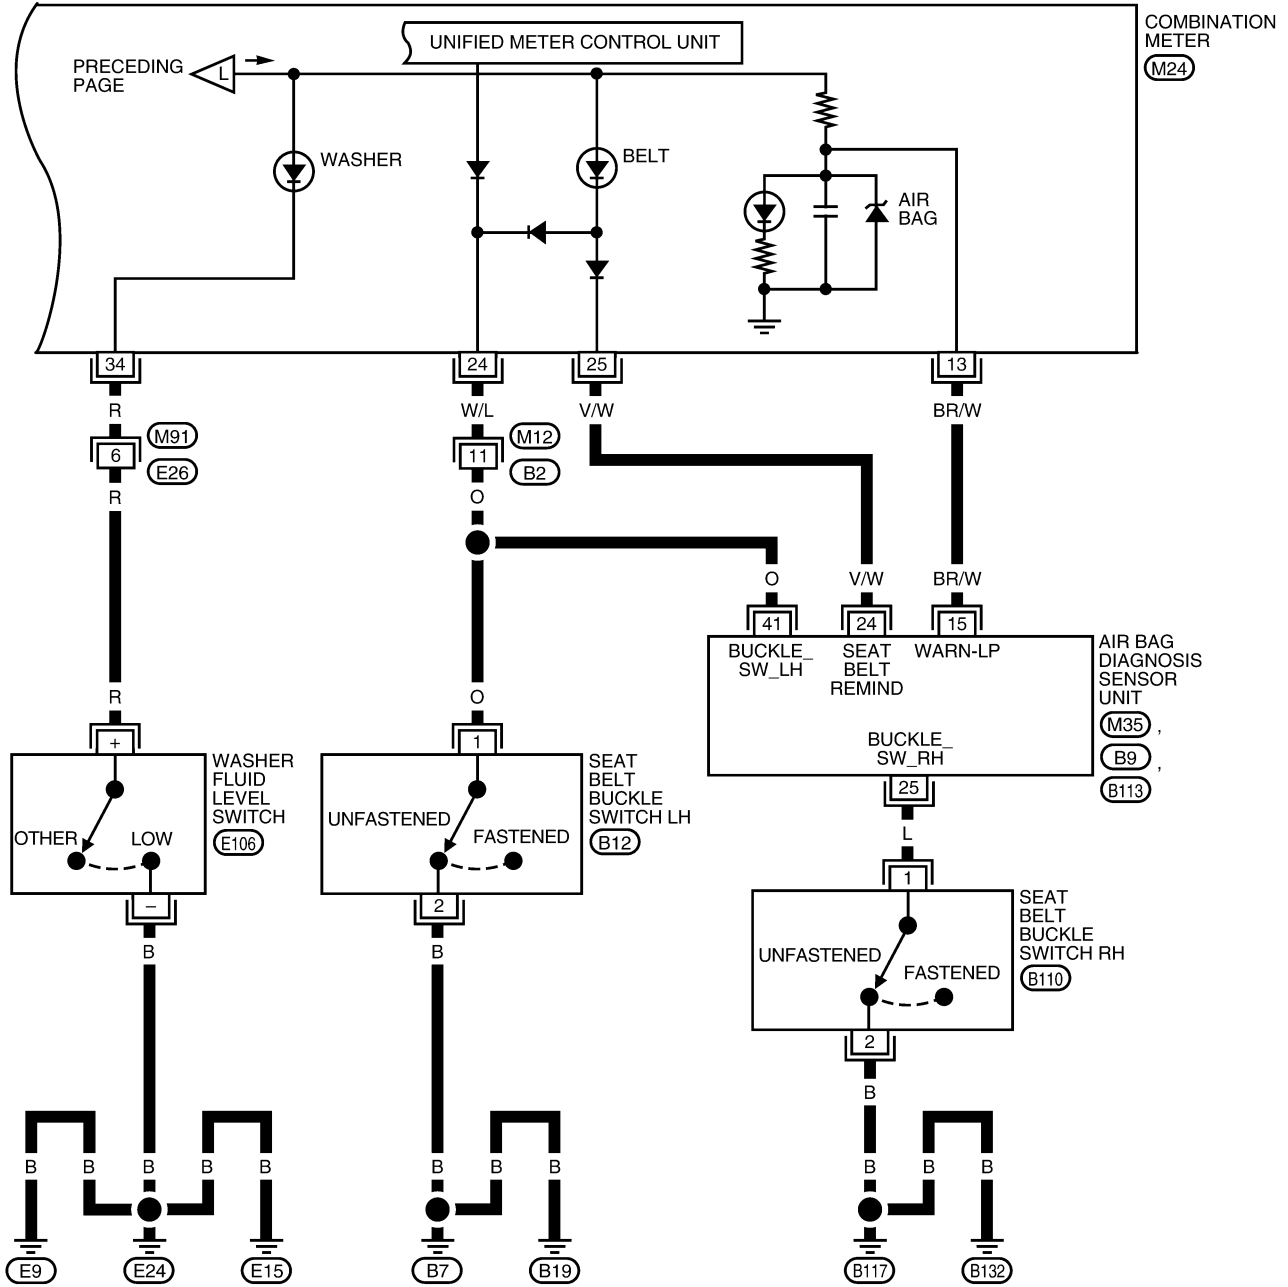 COMBINATION
METER
M24
UNIFIED METER CONTROL UNIT
PRECEDING
PAGE
L
WASHER
BELT
AIR
BAG
34
24
25
13
R
W/L
V/W
BR/W
6
M91
E26
11
M12
B2
R
O
R
O
O
V/W
BR/W
41
24
15
BUCKLE_
SW_LH
SEAT
BELT
REMIND
WARN-LP
BUCKLE_
SW_RH
AIR BAG
DIAGNOSIS
SENSOR
UNIT
M35 ,
B9 ,
B113
+
1
25
WASHER
FLUID
LEVEL
SWITCH
E106
OTHER
LOW
SEAT
BELT
BUCKLE
SWITCH LH
B12
UNFASTENED
FASTENED
L
1
SEAT
BELT
BUCKLE
SWITCH RH
B110
UNFASTENED
FASTENED
–
2
2
B
B
B
B
B
B
B
B
B
B
B
B
B
B
E9
E24
E15
B7
B19
B117
B132